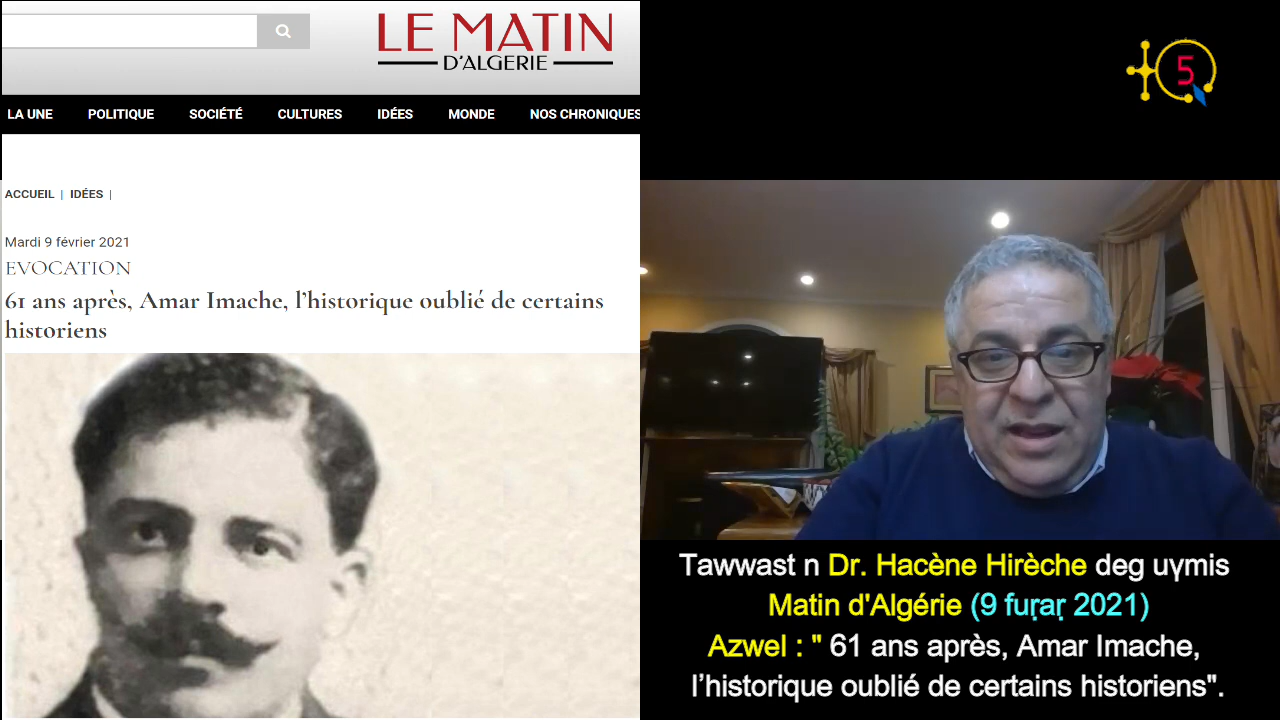 LE MATIN
D'ALGERIE
LA UNE POLITIQUE SOCIÉTÉ CULTURES IDÉES MONDE NOS CHRONIQUES
ACCUEIL | IDÉES |
Mardi 9 février 2021
EVOCATION
61 ans après, Amar Imache, l’historique oublié de certains
historiens
5
Tawwast n Dr. Hacène Hirèche deg uγmis
Matin d'Algérie (9 fuṛaṛ 2021)
Azwel : " 61 ans après, Amar Imache,
l’historique oublié de certains historiens".